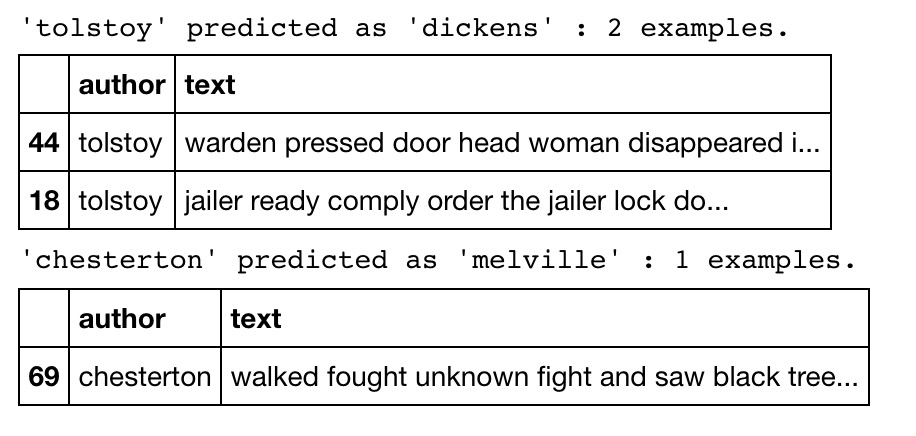 'tolstoy' predicted as 'dickens' : 2 examples.
author text
44 tolstoy warden pressed door head woman disappeared i...
18 tolstoy jailer ready comply order the jailer lock do...
'chesterton' predicted as 'melville' : 1 examples.
author text
69 chesterton walked fought unknown fight and saw black tree...